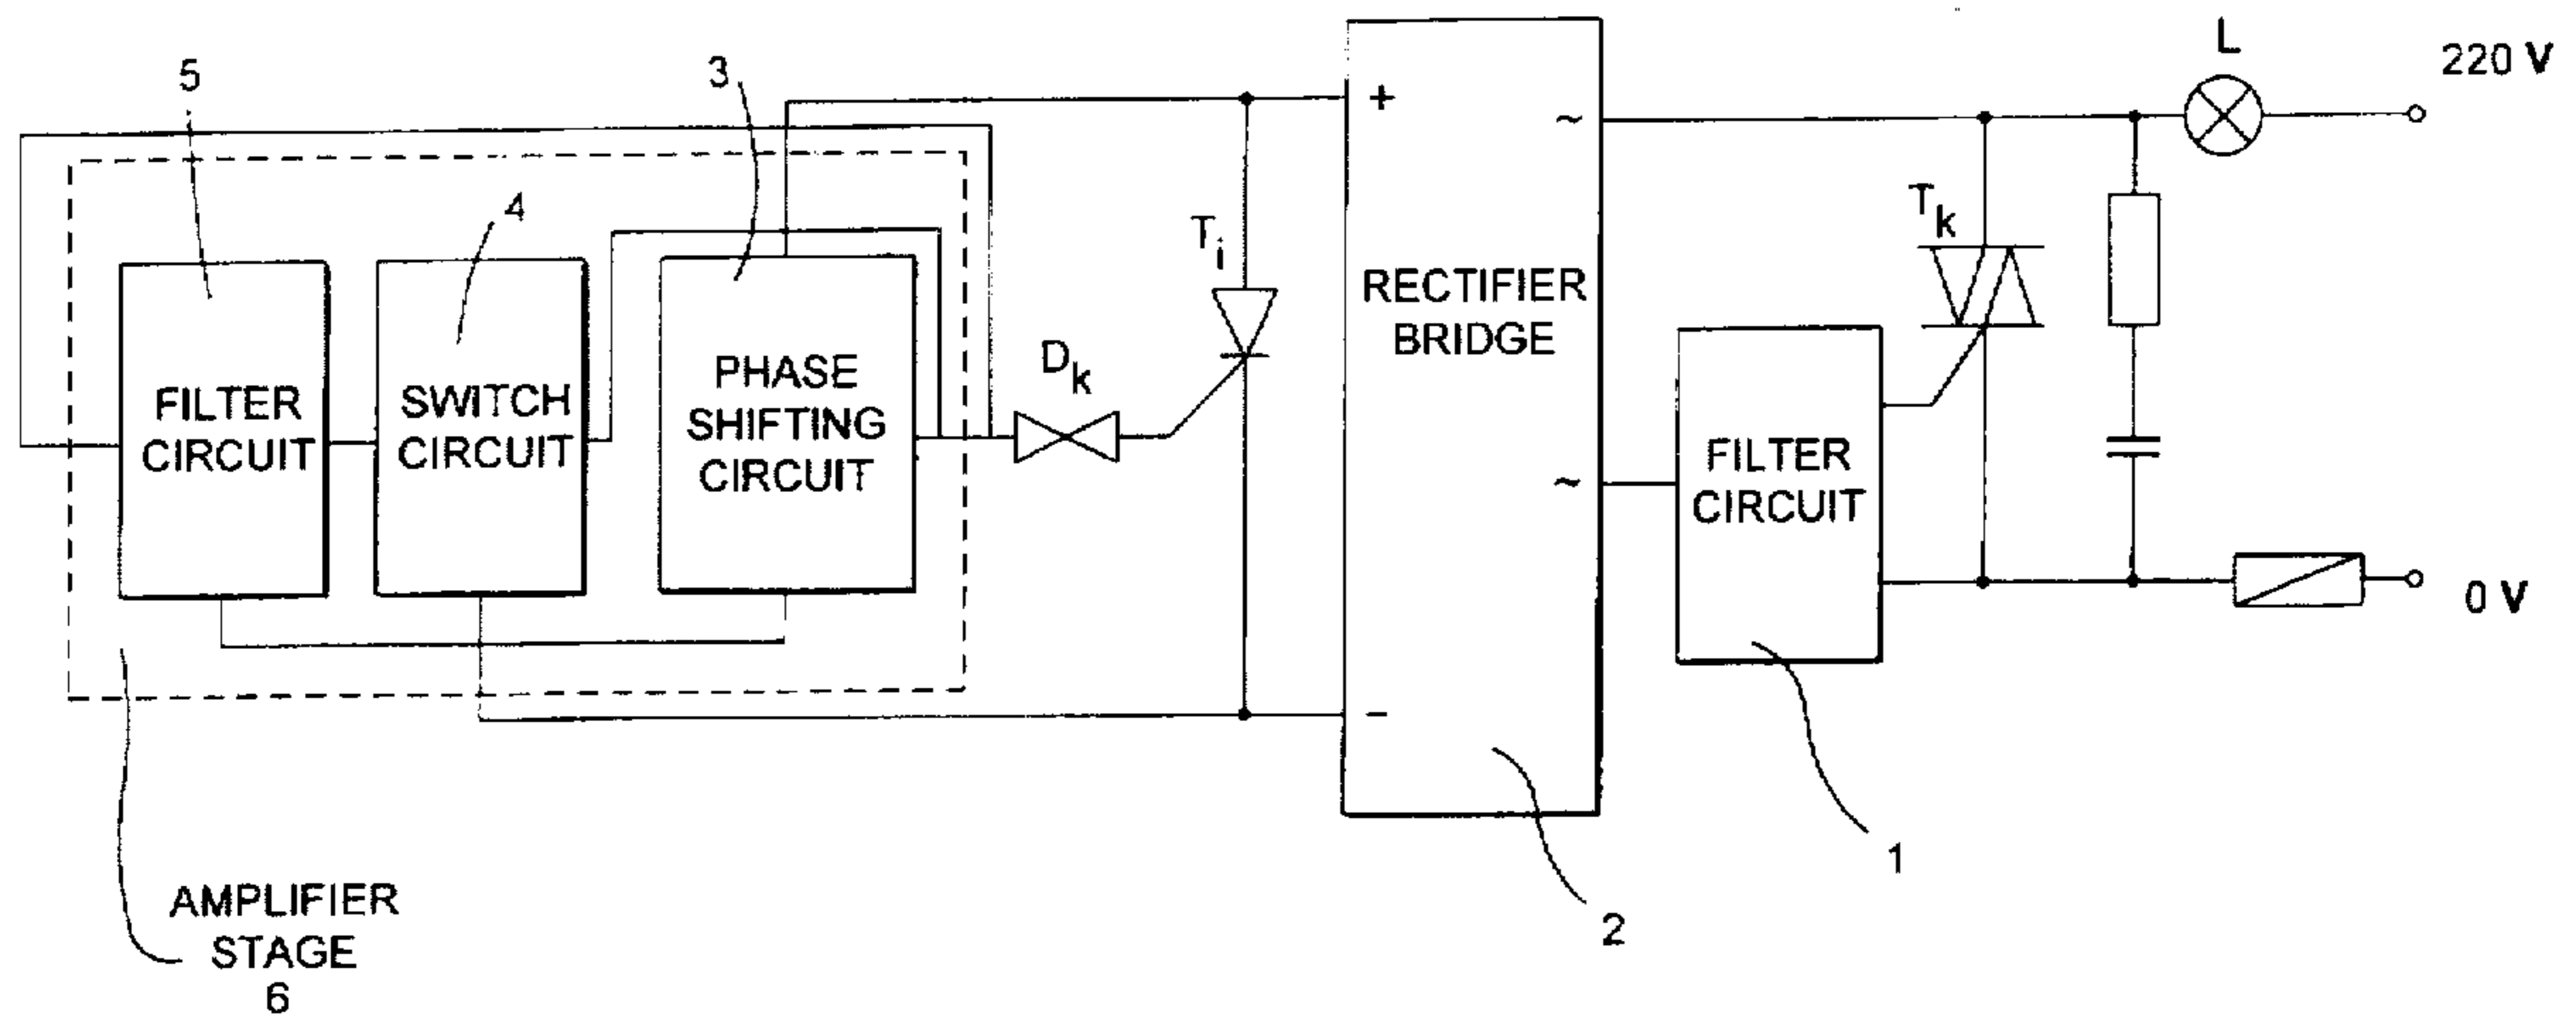 5
3
4
L
220 V
+
~
T
i
T
k
D
k
RECTIFIER
BRIDGE
FILTER
CIRCUIT
SWITCH
CIRCUIT
PHASE
SHIFTING
CIRCUIT
~
FILTER
CIRCUIT
0 V
-
1
2
AMPLIFIER
STAGE
6